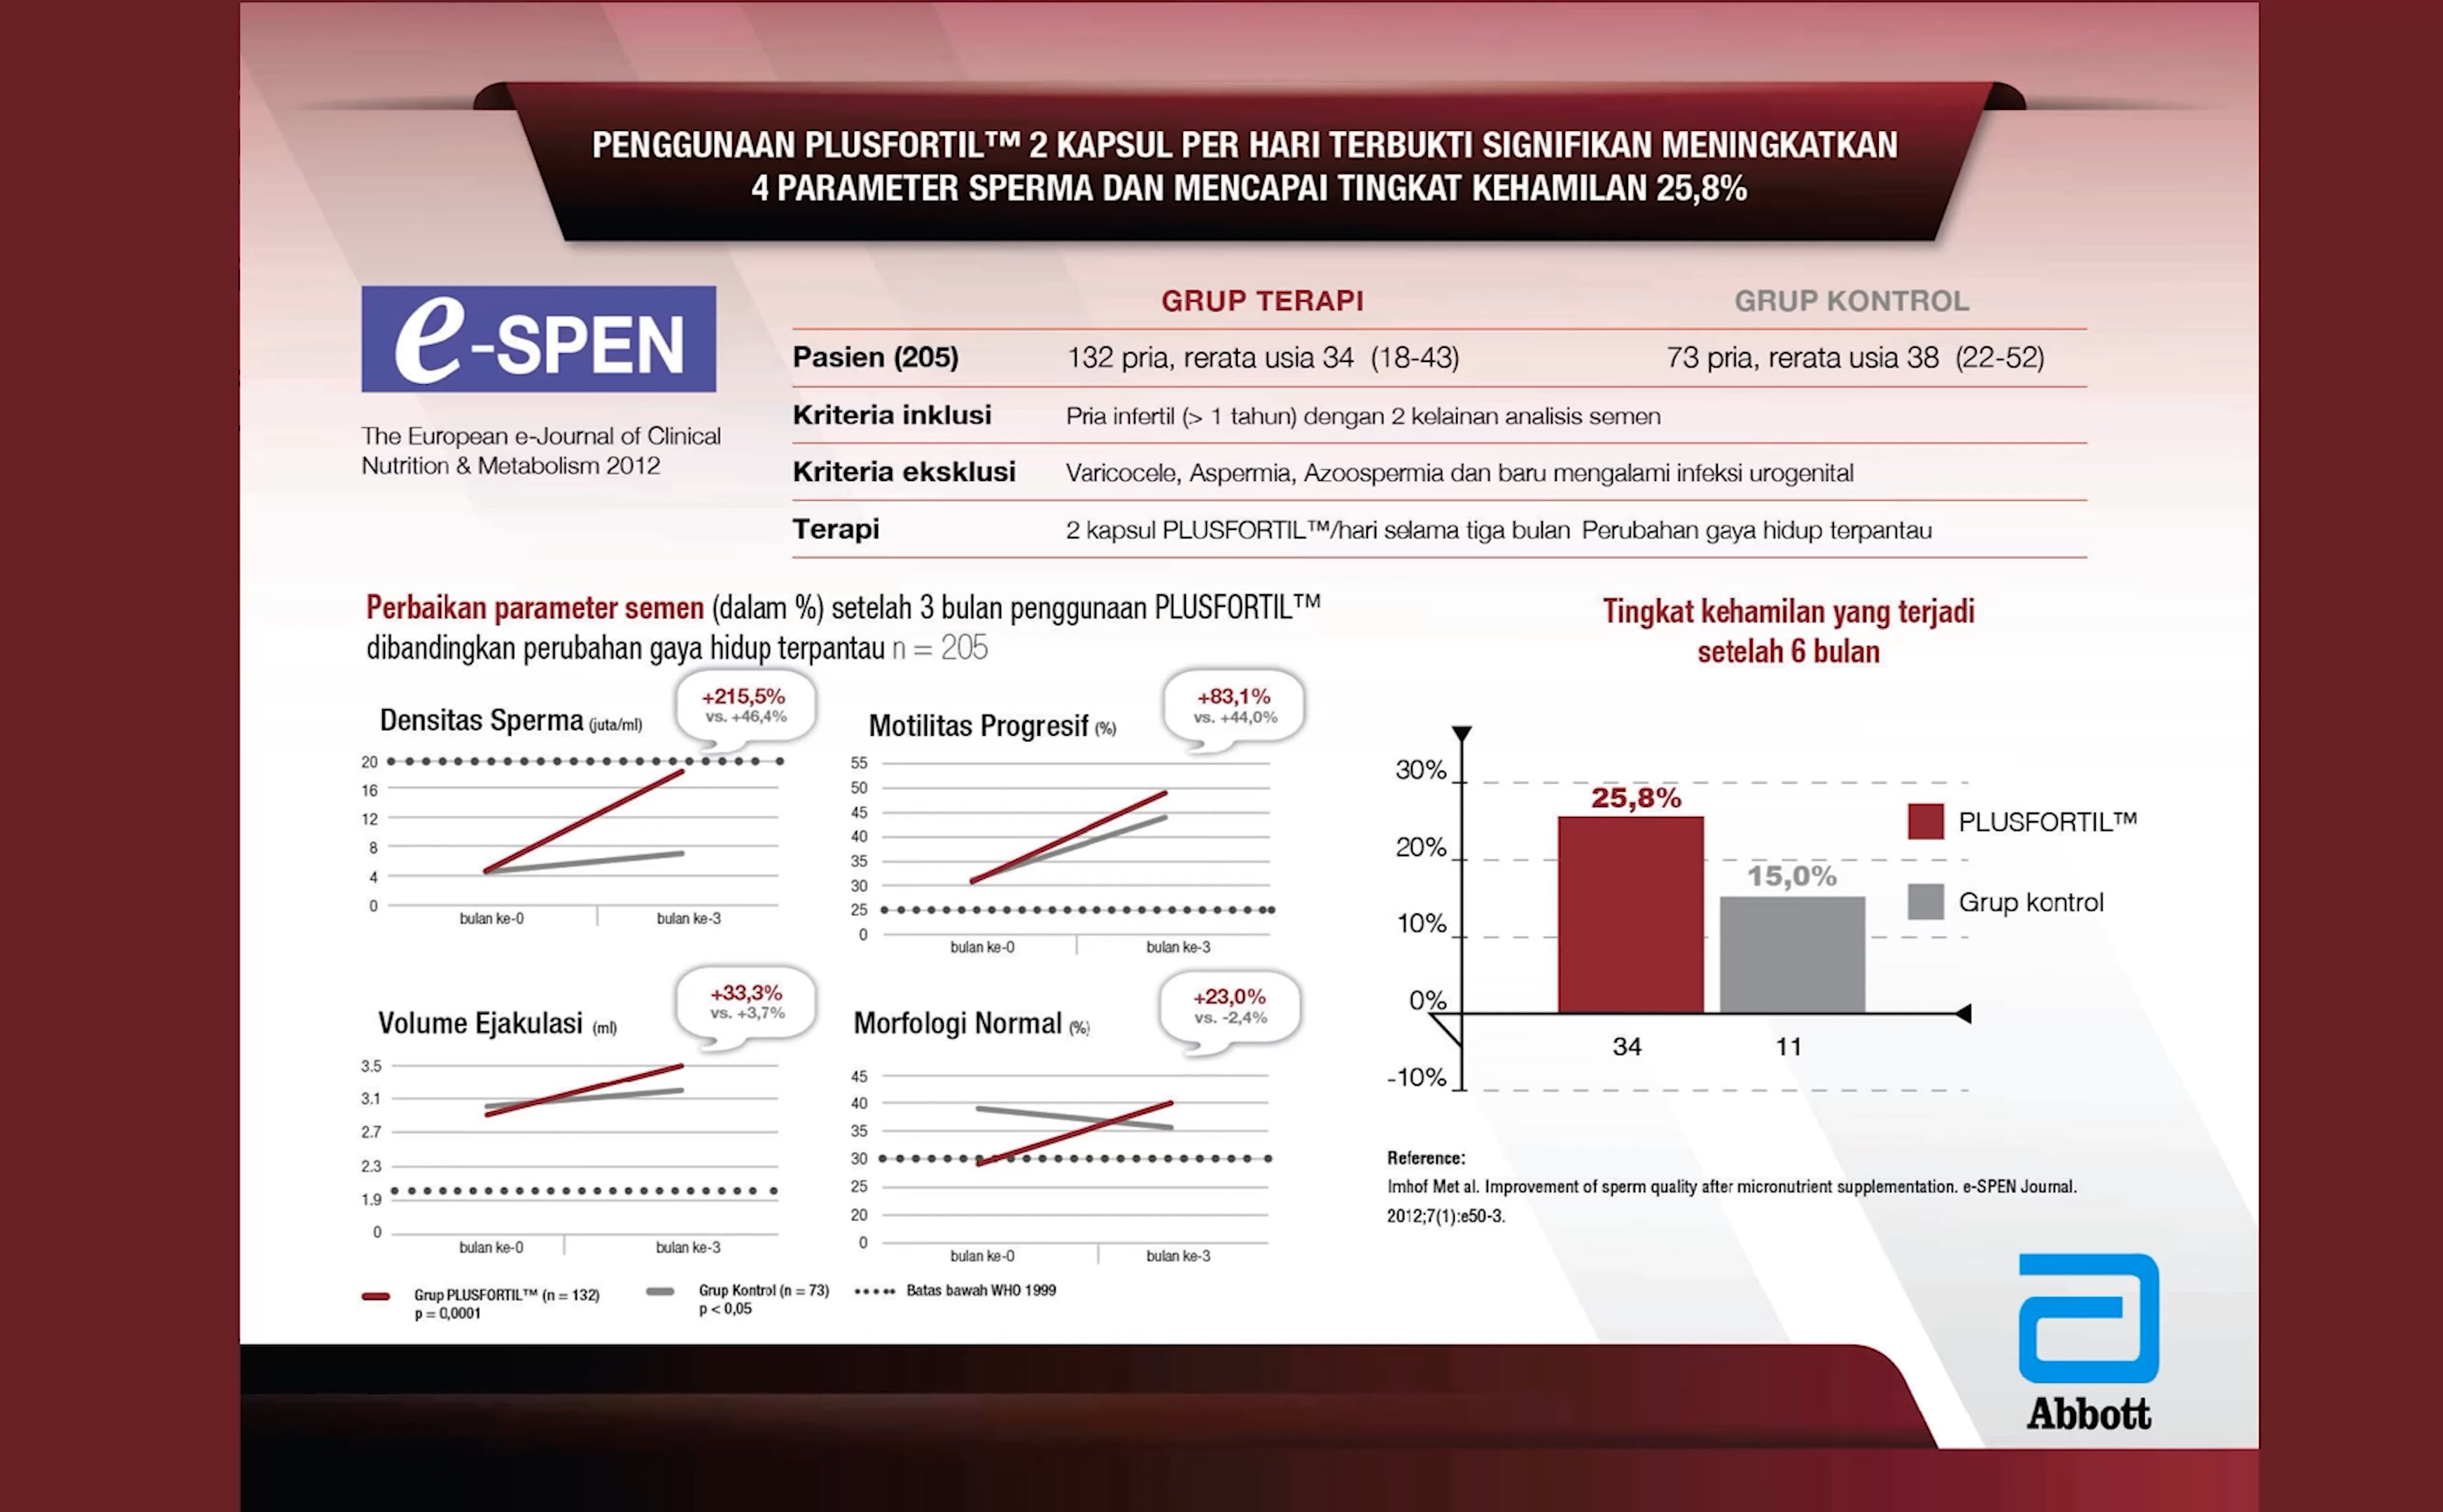 PENGGUNAAN PLUSFORTIL™ 2 KAPSUL PER HARI TERBUKTI SIGNIFIKAN MENINGKATKAN
4 PARAMETER SPERMA DAN MENCAPAI TINGKAT KEHAMILAN 25,8%
e-SPEN
The European e-Journal of Clinical
Nutrition & Metabolism 2012
GRUP TERAPI GRUP KONTROL
Pasien (205) 132 pria, rerata usia 34 (18-43) 73 pria, rerata usia 38 (22-52)
Kriteria inklusi Pria infertil (> 1 tahun) dengan 2 kelainan analisis semen
Kriteria eksklusi Varicocele, Aspermia, Azoospermia dan baru mengalami infeksi urogenital
Terapi 2 kapsul PLUSFORTIL™/hari selama tiga bulan Perubahan gaya hidup terpantau
Perbaikan parameter semen (dalam %) setelah 3 bulan penggunaan PLUSFORTIL™
dibandingkan perubahan gaya hidup terpantau n = 205
Densitas Sperma (juta/ml)
+215,5%
vs. +46,4%
20
16
12
8
4
0
bulan ke-0 bulan ke-3
Motilitas Progresif (%)
+83,1%
vs. +44,0%
55
50
45
40
35
30
25
0
bulan ke-0 bulan ke-3
Volume Ejakulasi (ml)
+33,3%
vs. +3,7%
3.5
3.1
2.7
2.3
1.9
0
bulan ke-0 bulan ke-3
Morfologi Normal (%)
+23,0%
vs. -2,4%
45
40
35
30
25
20
0
bulan ke-0 bulan ke-3
Grup PLUSFORTIL™ (n = 132)
p = 0,0001
Grup Kontrol (n = 73)
p < 0,05
Batas bawah WHO 1999
Tingkat kehamilan yang terjadi
setelah 6 bulan
30%
20%
10%
0%
-10%
25,8%
15,0%
34 11
PLUSFORTIL™
Grup kontrol
Reference:
Imhof Met al. Improvement of sperm quality after micronutrient supplementation. e-SPEN Journal.
2012;7(1):e50-3.
Abbott